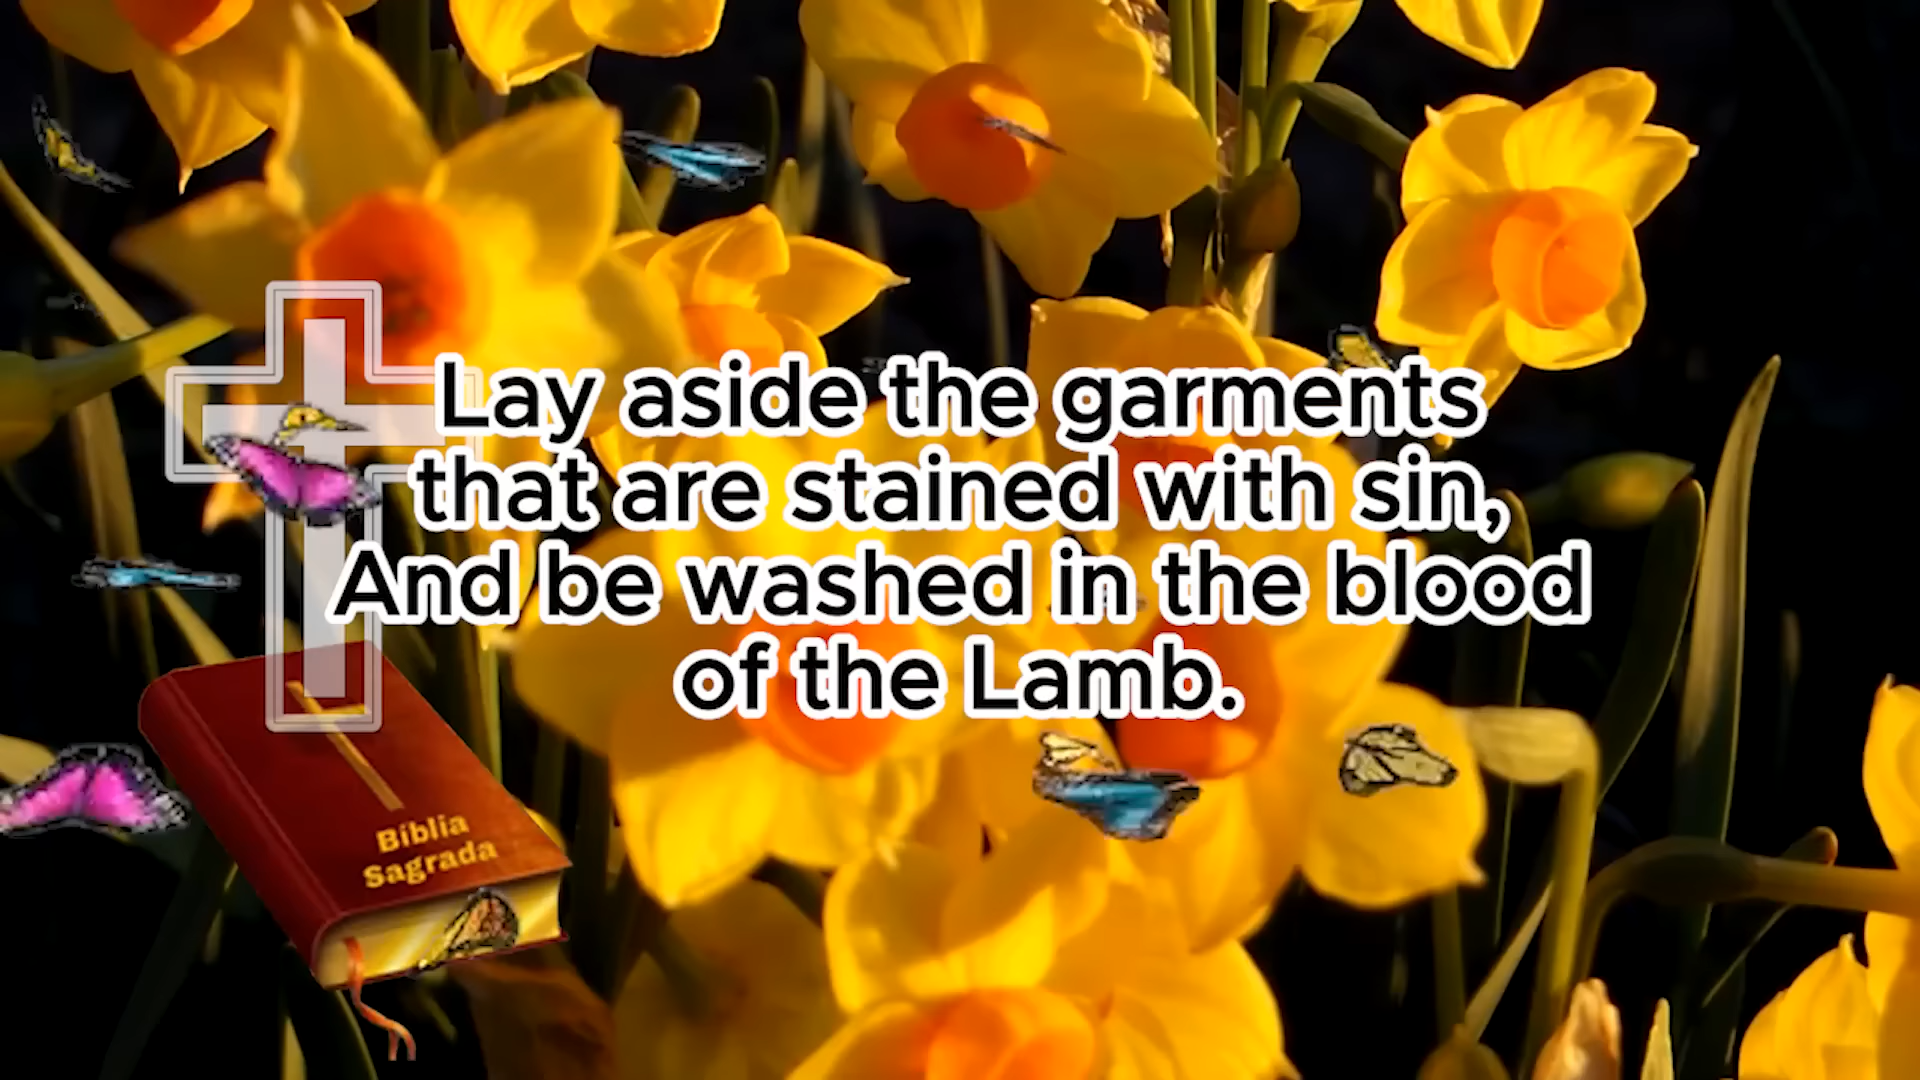 Lay aside the garments
that are stained with sin,
And be washed in the blood
of the Lamb.
Bíblia
Sagrada